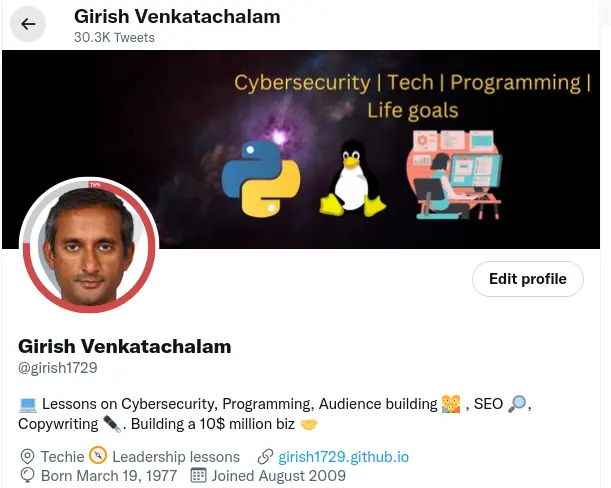 Girish Venkatachalam
30.3K Tweets
Cybersecurity | Tech | Programming |
Life goals
76%
Edit profile
Girish Venkatachalam
@girish1729
💻 Lessons on Cybersecurity, Programming, Audience building , SEO 🔎,
Copywriting . Building a 10$ million biz 🤝
Techie 🧭 Leadership lessons girish1729.github.io
Born March 19, 1977 Joined August 2009